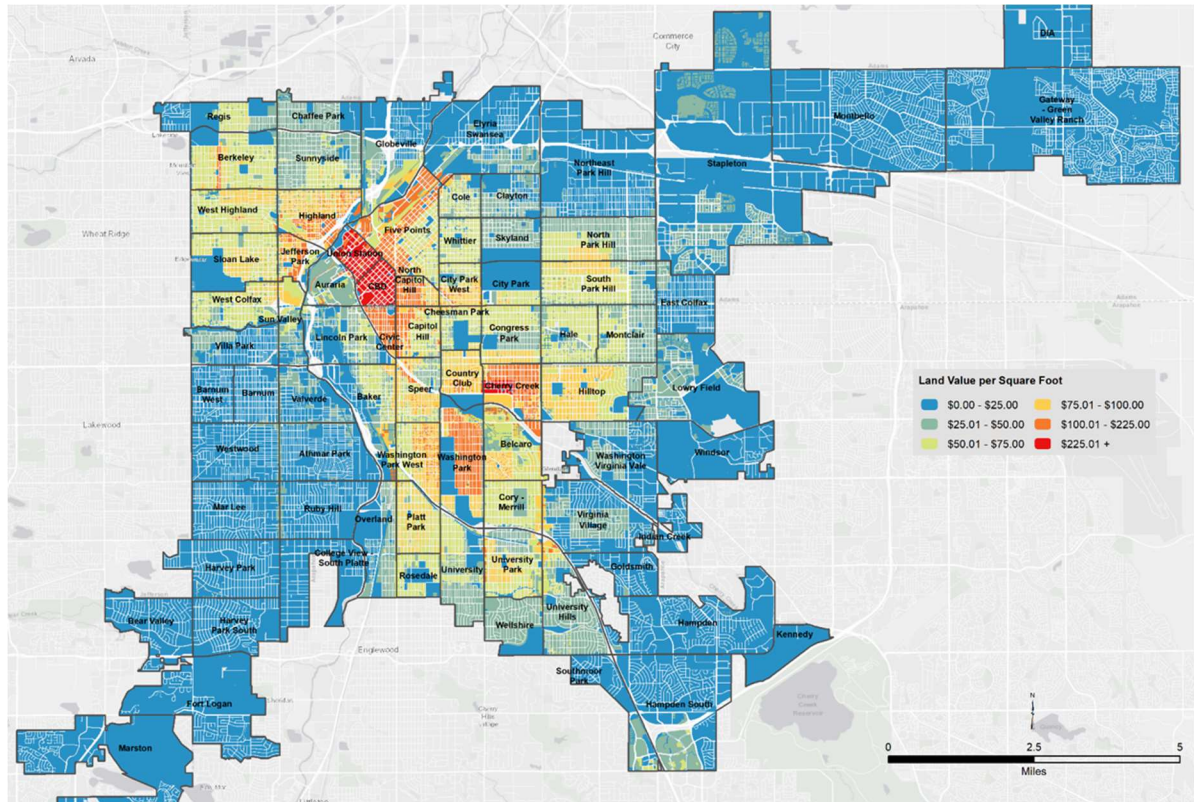 Commerce
City
DIA
Arvada
Adams
Gateway
- Green
Valley Ranch
Montbello
Regis
Chaffee Park
Elyria
Swansea
Globeville
Berkeley
Sunnyside
Northeast
Park Hill
Stapleton
Cole
Clayton
West Highland
Highland
Five Points
Wheat Ridge
Whittier
Skyland
North
Park Hill
Sloan Lake
Jefferson
Park
Union Station
Auraria
CBD
North
Capitol
Hill
City Park
West
City Park
South
Park Hill
West Colfax
East Colfax
Adams
Sun Valley
Cheesman Park
Villa Park
Lincoln Park
Civic
Center
Capitol
Hill
Congress
Park
Hale
Montclair
Barnum
West
Barnum
Valverde
Baker
Speer
Country
Club
Cherry Creek
Hilltop
Lowry Field
Land Value per Square Foot
$0.00 - $25.00
$75.01 - $100.00
$25.01 - $50.00
$100.01 - $225.00
$50.01 - $75.00
$225.01 +
Lakewood
Westwood
Athmar Park
Washington
Park West
Washington
Park
Belcaro
Washington
Virginia Vale
Windsor
Mar Lee
Ruby Hill
Overland
Platt
Park
Cory -
Merrill
Virginia
Village
Indian Creek
Harvey Park
College View
South Platte
Rosedale
University
University
Park
Goldsmith
Bear Valley
Harvey
Park South
Wellshire
University
Hills
Hampden
Kennedy
Englewood
Southmoor
Park
Fort Logan
Sheridan
Cherry
Hills
Village
Hampden South
Cherry
Creek
Reservoir
Marston
N
0
2.5
5
Miles